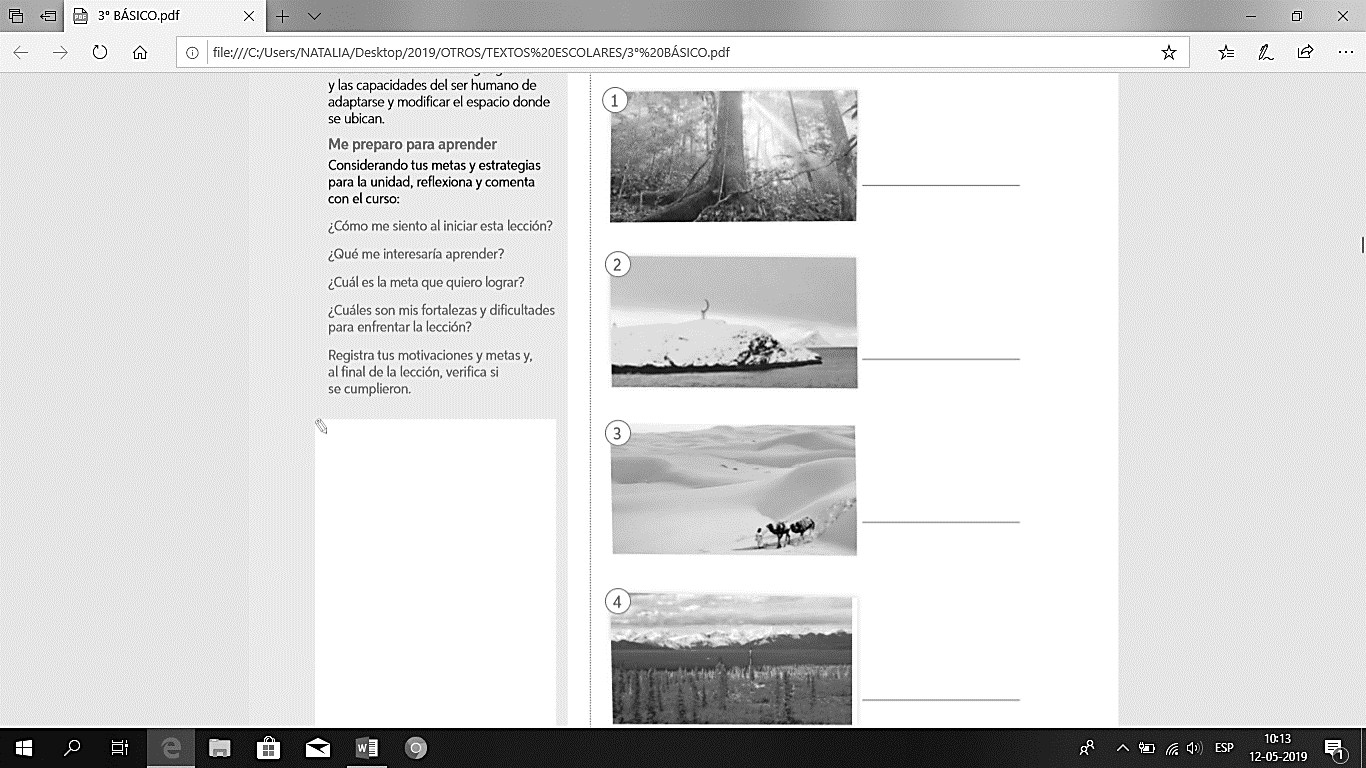 3° BÁSICO.pdf
file:///C:/Users/NATALIA/Desktop/2019/OTROS/TEXTOS%20ESCOLARES/3°%20BÁSICO.pdf
y las capacidades del ser humano de
adaptarse y modificar el espacio donde
se ubican.
Me preparo para aprender
Considerando tus metas y estrategias
para la unidad, reflexiona y comenta
con el curso:
¿Cómo me siento al iniciar esta lección?
¿Qué me interesaría aprender?
¿Cuál es la meta que quiero lograr?
¿Cuáles son mis fortalezas y dificultades
para enfrentar la lección?
Registra tus motivaciones y metas y,
al final de la lección, verifica si
se cumplieron.
1
2
3
4
ESP
10:13
12-05-2019
1